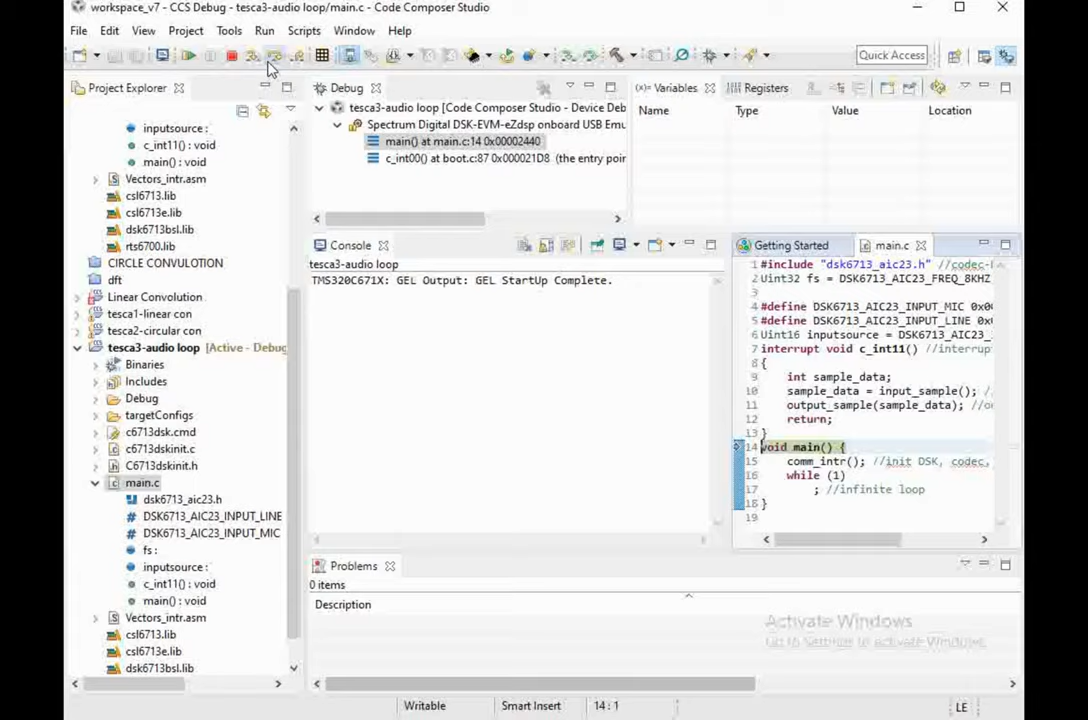 workspace_v7 - CCS Debug - tesca3-audio loop/main.c - Code Composer Studio
File Edit View Project Tools Run Scripts Window Help
Quick Access
Project Explorer
inputsource :
c_int11() : void
main() : void
Vectors_intr.asm
csl6713.lib
csl6713e.lib
dsk6713bsl.lib
rts6700.lib
CIRCLE CONVULOTION
dft
Linear Convolution
tesca1-linear con
tesca2-circular con
tesca3-audio loop [Active - Debug
Binaries
Includes
Debug
targetConfigs
c6713dsk.cmd
c6713dskinit.c
C6713dskinit.h
main.c
dsk6713_aic23.h
DSK6713_AIC23_INPUT_LINE
DSK6713_AIC23_INPUT_MIC
fs :
inputsource :
c_int11() : void
main() : void
Vectors_intr.asm
csl6713.lib
csl6713e.lib
dsk6713bsl.lib
Debug
tesca3-audio loop [Code Composer Studio - Device Deb
Spectrum Digital DSK-EVM-eZdsp onboard USB Emu
main() at main.c:14 0x00002440
c_int00() at boot.c:87 0x000021D8 (the entry poin
Variables Registers
Name Type Value Location
Console
tesca3-audio loop
TMS320C671X: GEL Output: GEL StartUp Complete.
Getting Started main.c
1 #include "dsk6713_aic23.h" //codec-
2 Uint32 fs = DSK6713_AIC23_FREQ_8KHZ
3
4 #define DSK6713_AIC23_INPUT_MIC 0x0
5 #define DSK6713_AIC23_INPUT_LINE 0x
6 Uint16 inputsource = DSK6713_AIC23_I
7 interrupt void c_int11() //interrup
8 {
9 int sample_data;
10 sample_data = input_sample(); //
11 output_sample(sample_data); //o
12 return;
13 }
14 void main() {
15 comm_intr(); //init DSK, codec,
16 while (1)
17 ; //infinite loop
18 }
19
Problems
0 items
Description
Activate Windows
Go to Settings to activate Windows.
Writable Smart Insert 14 : 1 LE